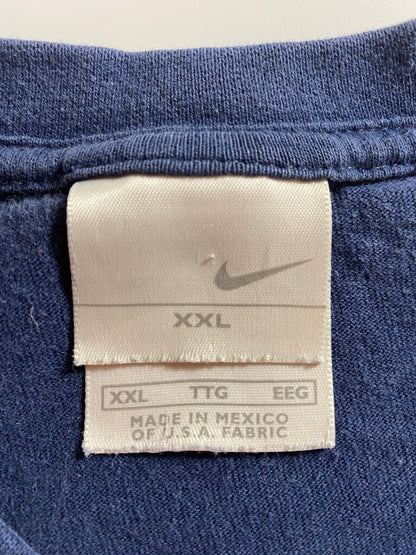 XXL
XXL TTG EEG
MADE IN MEXICO
OF U.S.A. FABRIC